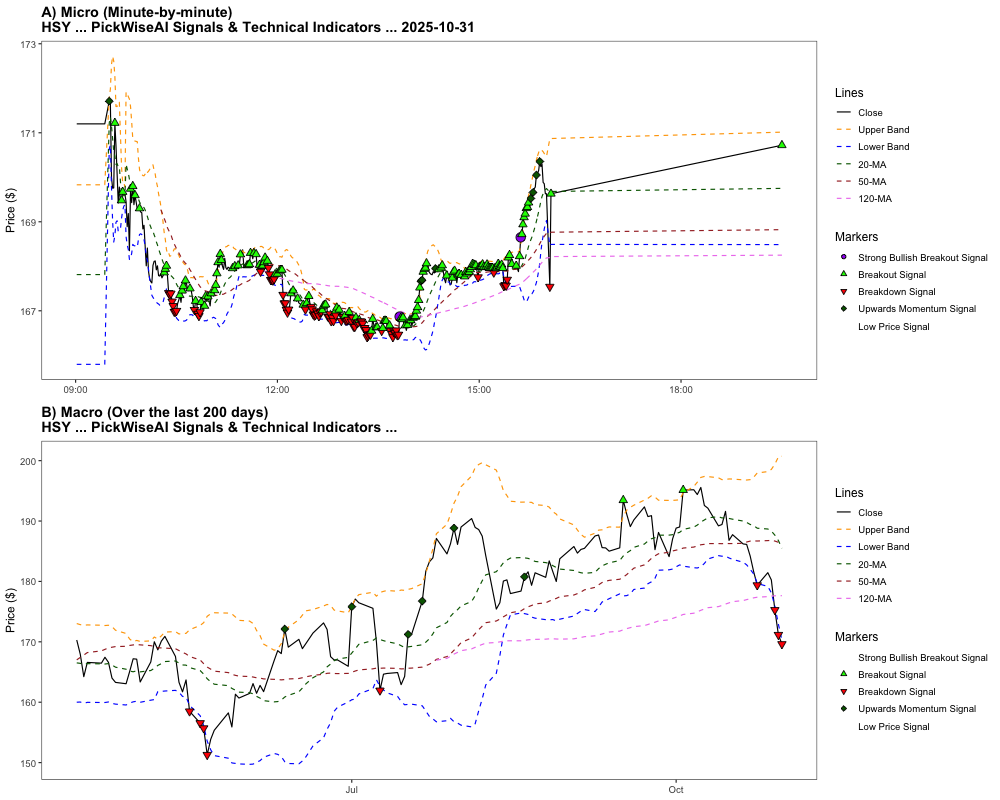 A) Micro (Minute-by-minute)
HSY ... PickWiseAI Signals & Technical Indicators ... 2025-10-31
173
171
169
167
Price ($)
09:00
12:00
15:00
18:00
Lines
Close
Upper Band
Lower Band
20-MA
50-MA
120-MA
Markers
Strong Bullish Breakout Signal
Breakout Signal
Breakdown Signal
Upwards Momentum Signal
Low Price Signal
B) Macro (Over the last 200 days)
HSY ... PickWiseAI Signals & Technical Indicators ...
200
190
180
170
160
150
Price ($)
Jul
Oct
Lines
Close
Upper Band
Lower Band
20-MA
50-MA
120-MA
Markers
Strong Bullish Breakout Signal
Breakout Signal
Breakdown Signal
Upwards Momentum Signal
Low Price Signal